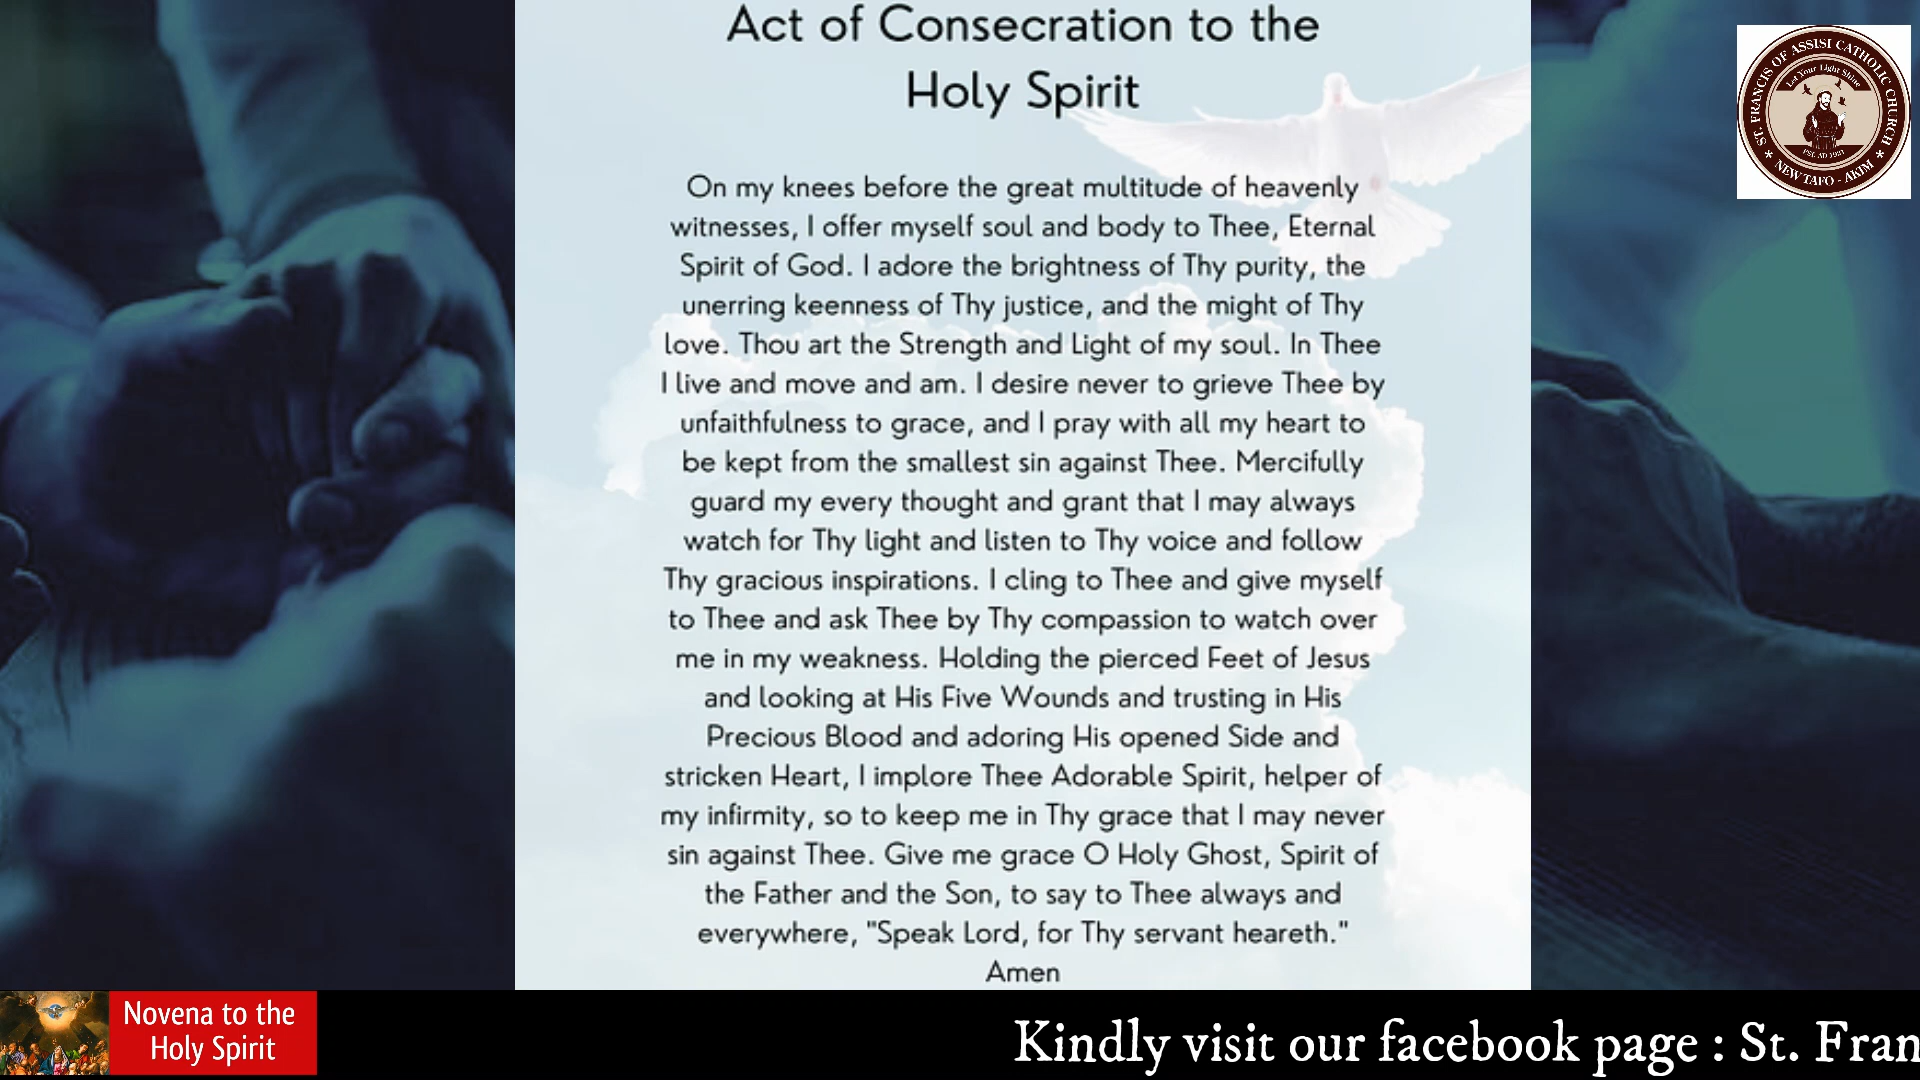 Act of Consecration to the
Holy Spirit
On my knees before the great multitude of heavenly
witnesses, I offer myself soul and body to Thee, Eternal
Spirit of God. I adore the brightness of Thy purity, the
unerring keenness of Thy justice, and the might of Thy
love. Thou art the Strength and Light of my soul. In Thee
I live and move and am. I desire never to grieve Thee by
unfaithfulness to grace, and I pray with all my heart to
be kept from the smallest sin against Thee. Mercifully
guard my every thought and grant that I may always
watch for Thy light and listen to Thy voice and follow
Thy gracious inspirations. I cling to Thee and give myself
to Thee and ask Thee by Thy compassion to watch over
me in my weakness. Holding the pierced Feet of Jesus
and looking at His Five Wounds and trusting in His
Precious Blood and adoring His opened Side and
stricken Heart, I implore Thee Adorable Spirit, helper of
my infirmity, so to keep me in Thy grace that I may never
sin against Thee. Give me grace O Holy Ghost, Spirit of
the Father and the Son, to say to Thee always and
everywhere, "Speak Lord, for Thy servant heareth."
Amen
ST. FRANCIS OF ASSISI CATHOLIC CHURCH
Let Your Light Shine
NEW TAFO - AKIM
Novena to the
Holy Spirit
Kindly visit our facebook page : St. Fran